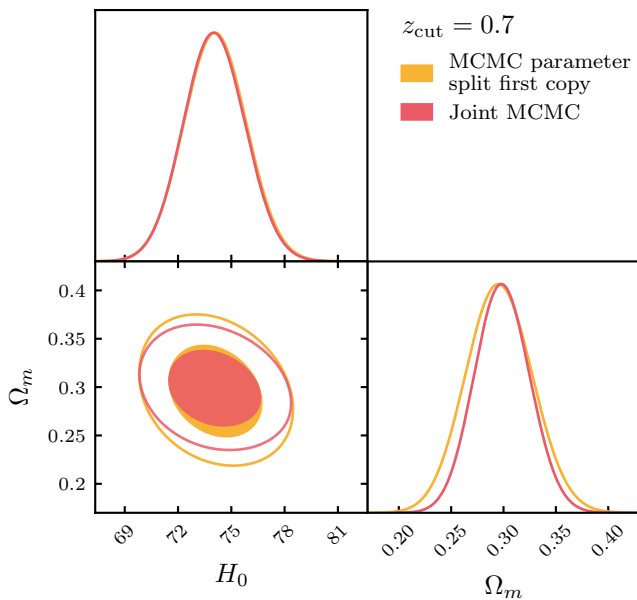 z_cut = 0.7
MCMC parameter
split first copy
Joint MCMC
0.4
0.35
0.3
0.25
0.2
Ω_m
69
72
75
78
81
H_0
0.20
0.25
0.30
0.35
0.40
Ω_m